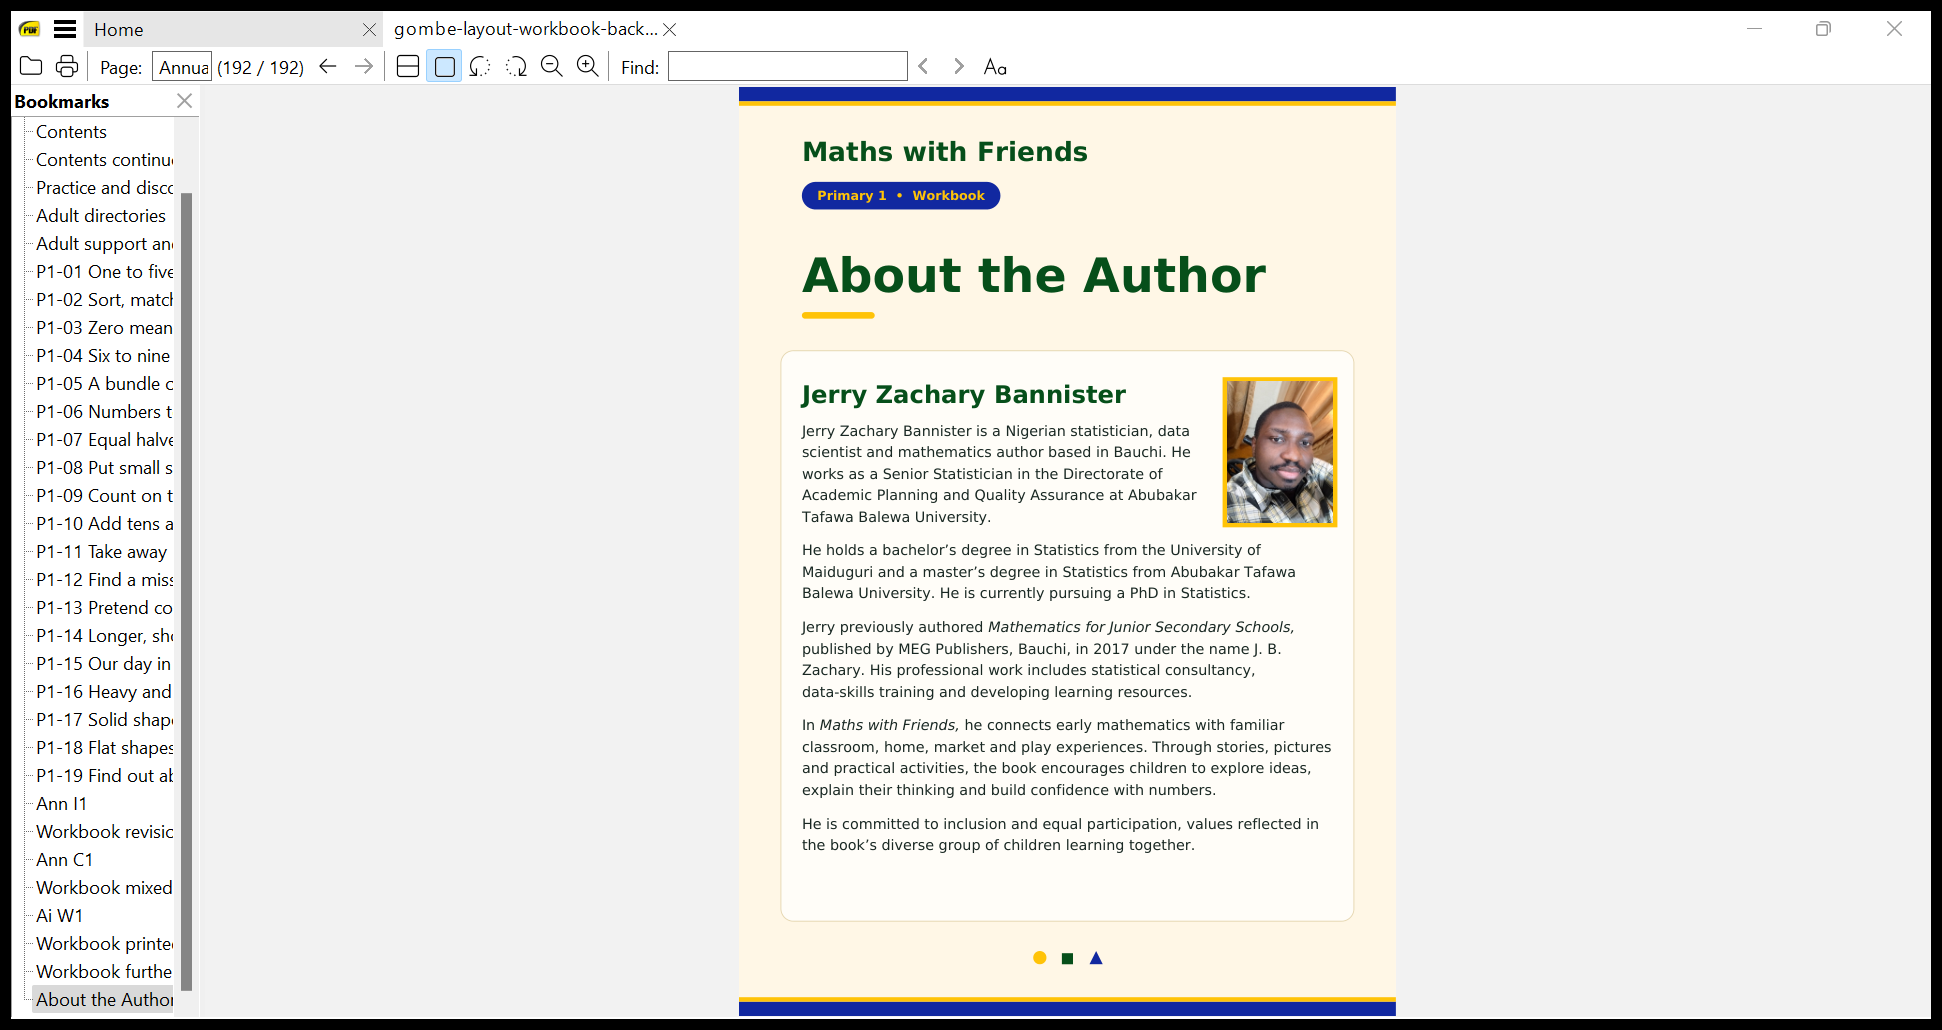 PDF
Home
gombe-layout-workbook-back...
Page: Annua (192 / 192)
Find:
Aa
Bookmarks
Contents
Contents continu
Practice and disc
Adult directories
Adult support an
P1-01 One to five
P1-02 Sort, match
P1-03 Zero mean
P1-04 Six to nine
P1-05 A bundle o
P1-06 Numbers t
P1-07 Equal halve
P1-08 Put small s
P1-09 Count on t
P1-10 Add tens a
P1-11 Take away
P1-12 Find a miss
P1-13 Pretend co
P1-14 Longer, sho
P1-15 Our day in
P1-16 Heavy and
P1-17 Solid shap
P1-18 Flat shapes
P1-19 Find out ab
Ann I1
Workbook revisio
Ann C1
Workbook mixed
Ai W1
Workbook printe
Workbook furthe
About the Author
Maths with Friends
Primary 1 • Workbook
About the Author
Jerry Zachary Bannister
Jerry Zachary Bannister is a Nigerian statistician, data
scientist and mathematics author based in Bauchi. He
works as a Senior Statistician in the Directorate of
Academic Planning and Quality Assurance at Abubakar
Tafawa Balewa University.
He holds a bachelor’s degree in Statistics from the University of
Maiduguri and a master’s degree in Statistics from Abubakar Tafawa
Balewa University. He is currently pursuing a PhD in Statistics.
Jerry previously authored Mathematics for Junior Secondary Schools,
published by MEG Publishers, Bauchi, in 2017 under the name J. B.
Zachary. His professional work includes statistical consultancy,
data-skills training and developing learning resources.
In Maths with Friends, he connects early mathematics with familiar
classroom, home, market and play experiences. Through stories, pictures
and practical activities, the book encourages children to explore ideas,
explain their thinking and build confidence with numbers.
He is committed to inclusion and equal participation, values reflected in
the book’s diverse group of children learning together.